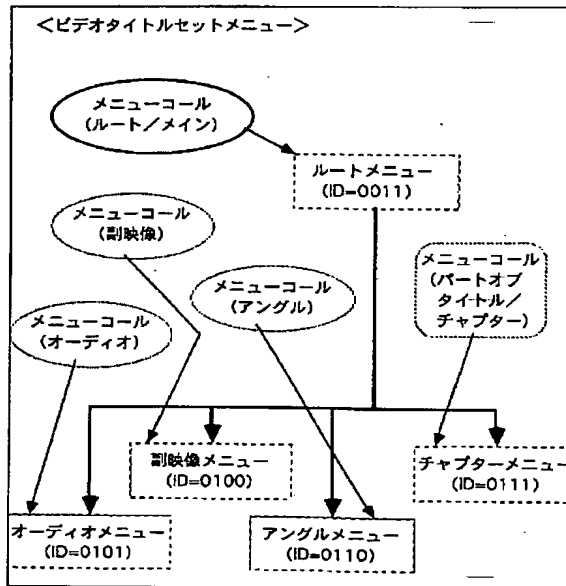 <ビデオタイトルセットメニュー>
メニューコール
(ルート/メイン)
ルートメニュー
(ID=0011)
メニューコール
(副映像)
メニューコール
(アングル)
メニューコール
(パートオブ
タイトル/
チャプター)
メニューコール
(オーディオ)
副映像メニュー
(ID=0100)
チャプターメニュー
(ID=0111)
オーディオメニュー
(ID=0101)
アングルメニュー
(ID=0110)